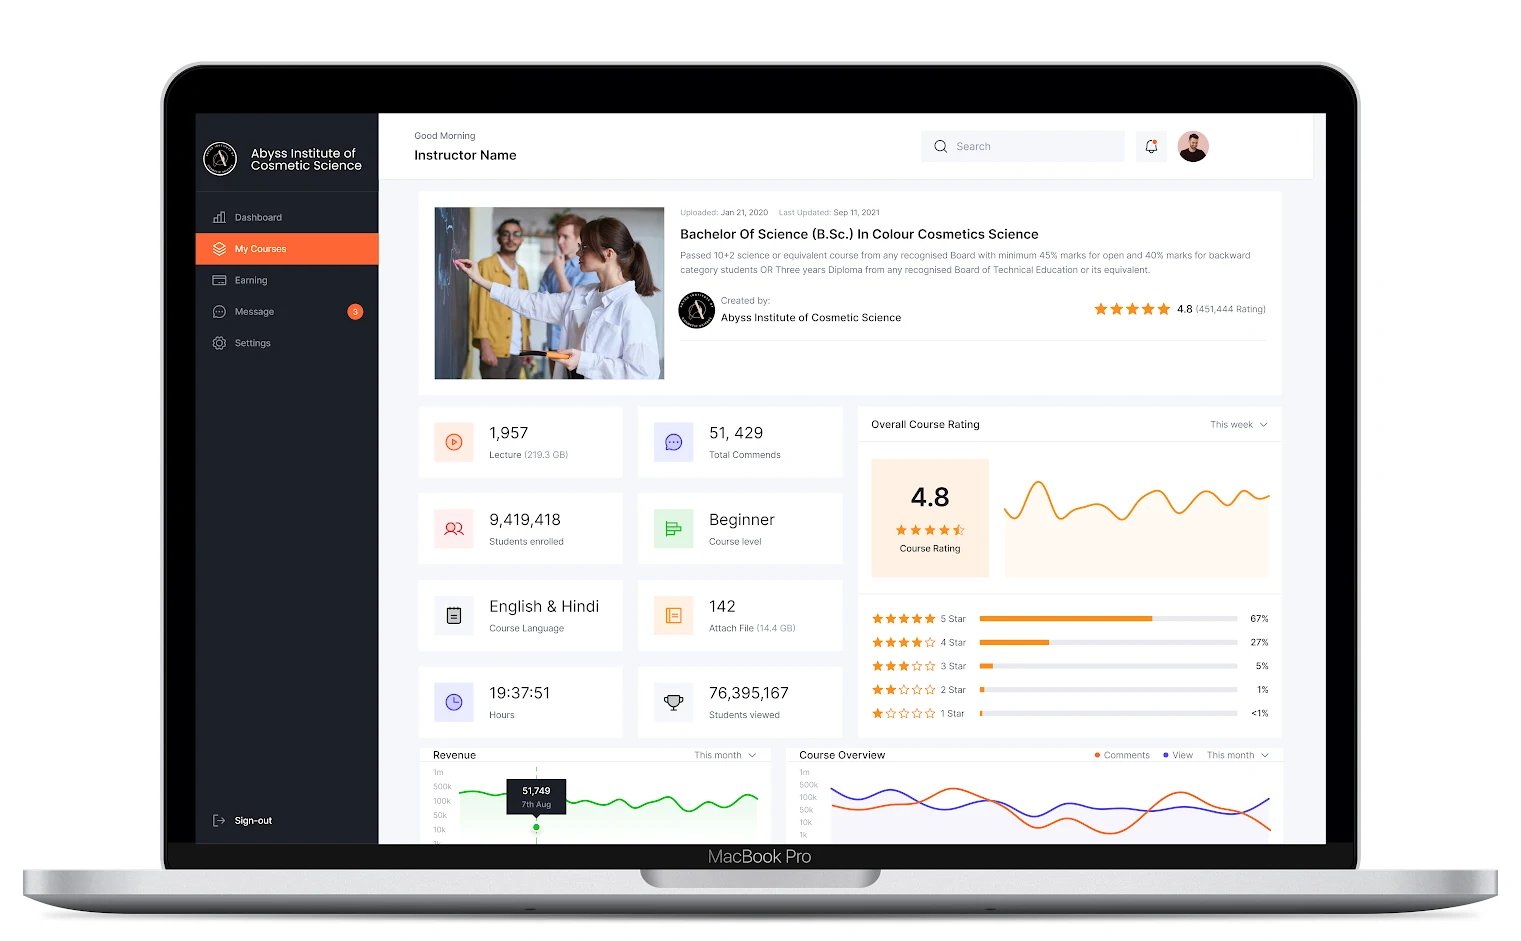 Abyss Institute of
Cosmetic Science
Dashboard
My Courses
Earning
Message
3
Settings
Sign-out
Good Morning
Instructor Name
Search
Uploaded: Jan 21, 2020 Last Updated: Sep 11, 2021
Bachelor Of Science (B.Sc.) In Colour Cosmetics Science
Passed 10+2 science or equivalent course from any recognised Board with minimum 45% marks for open and 40% marks for backward
category students OR Three years Diploma from any recognised Board of Technical Education or its equivalent.
Created by:
Abyss Institute of Cosmetic Science
4.8 (451,444 Rating)
1,957
Lecture (219.3 GB)
51, 429
Total Commends
9,419,418
Students enrolled
Beginner
Course level
English & Hindi
Course Language
142
Attach File (14.4 GB)
19:37:51
Hours
76,395,167
Students viewed
Overall Course Rating
This week
4.8
Course Rating
5 Star 67%
4 Star 27%
3 Star 5%
2 Star 1%
1 Star <1%
Revenue
This month
1m
500k
100k
50k
10k
1k
51,749
7th Aug
Course Overview
Comments
View
This month
1m
500k
100k
50k
10k
1k
MacBook Pro